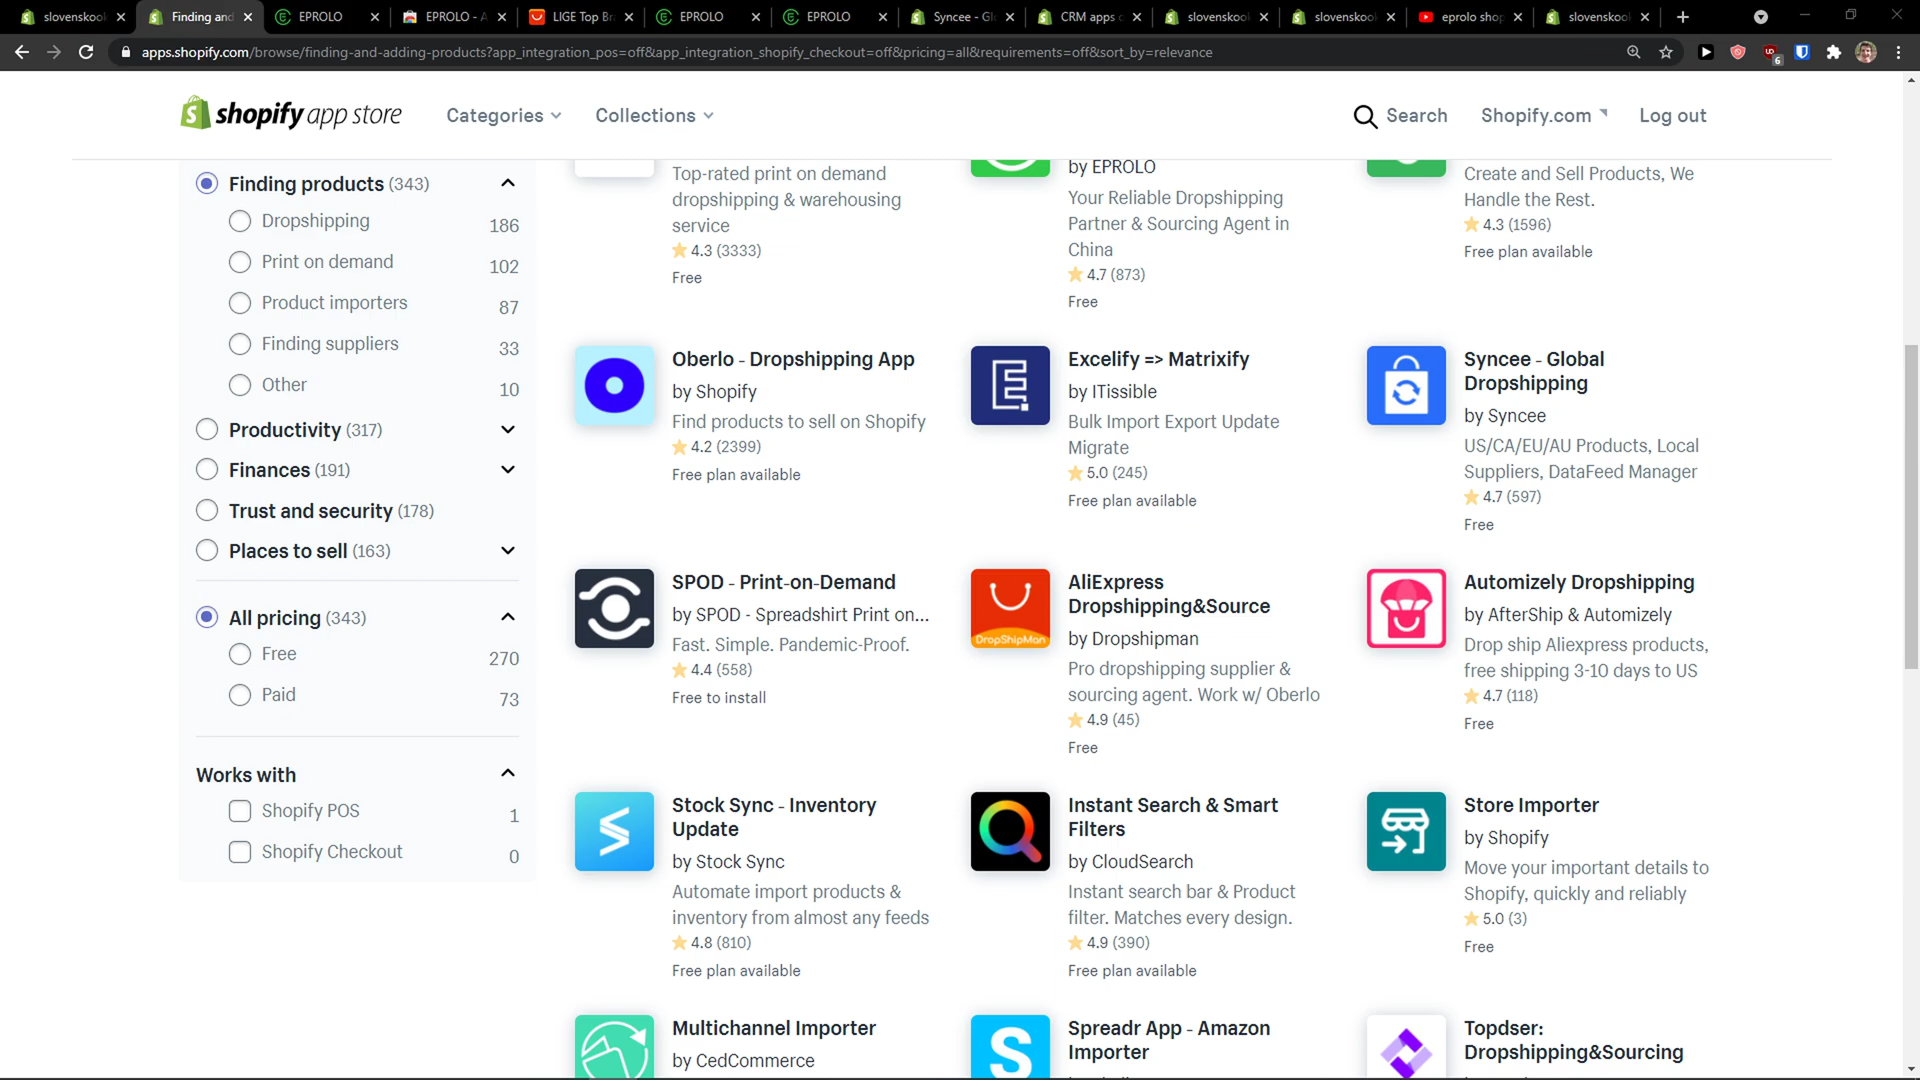 slovenskool
Finding and
EPROLO
EPROLO - A
LIGE Top Br
EPROLO
EPROLO
Syncee - Gl
CRM apps o
slovenskool
slovenskool
eprolo shop
slovenskool
apps.shopify.com/browse/finding-and-adding-products?app_integration_pos=off&app_integration_shopify_checkout=off&pricing=all&requirements=off&sort_by=relevance
6
shopify app store
Categories
Collections
Search
Shopify.com
Log out
Finding products (343)
Dropshipping 186
Print on demand 102
Product importers 87
Finding suppliers 33
Other 10
Productivity (317)
Finances (191)
Trust and security (178)
Places to sell (163)
All pricing (343)
Free 270
Paid 73
Works with
Shopify POS 1
Shopify Checkout 0
Top-rated print on demand
dropshipping & warehousing
service
4.3 (3333)
Free
by EPROLO
Your Reliable Dropshipping
Partner & Sourcing Agent in
China
4.7 (873)
Free
Create and Sell Products, We
Handle the Rest.
4.3 (1596)
Free plan available
Oberlo - Dropshipping App
by Shopify
Find products to sell on Shopify
4.2 (2399)
Free plan available
Excelify => Matrixify
by ITissible
Bulk Import Export Update
Migrate
5.0 (245)
Free plan available
Syncee - Global
Dropshipping
by Syncee
US/CA/EU/AU Products, Local
Suppliers, DataFeed Manager
4.7 (597)
Free
SPOD - Print-on-Demand
by SPOD - Spreadshirt Print on...
Fast. Simple. Pandemic-Proof.
4.4 (558)
Free to install
DropShipMan
AliExpress
Dropshipping&Source
by Dropshipman
Pro dropshipping supplier &
sourcing agent. Work w/ Oberlo
4.9 (45)
Free
Automizely Dropshipping
by AfterShip & Automizely
Drop ship Aliexpress products,
free shipping 3-10 days to US
4.7 (118)
Free
Stock Sync - Inventory
Update
by Stock Sync
Automate import products &
inventory from almost any feeds
4.8 (810)
Free plan available
Instant Search & Smart
Filters
by CloudSearch
Instant search bar & Product
filter. Matches every design.
4.9 (390)
Free plan available
Store Importer
by Shopify
Move your important details to
Shopify, quickly and reliably
5.0 (3)
Free
Multichannel Importer
by CedCommerce
Spreadr App - Amazon
Importer
Topdser:
Dropshipping&Sourcing